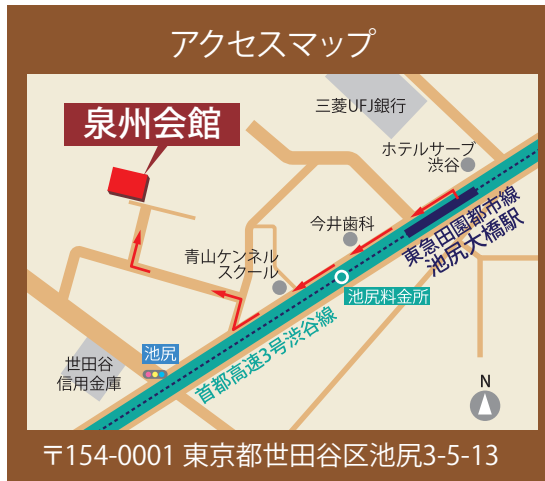 アクセスマップ
三菱UFJ銀行
泉州会館
ホテルサーブ
渋谷
今井歯科
東急田園都市線
池尻大橋駅
青山ケンネル
スクール
池尻料金所
首都高速3号渋谷線
池尻
世田谷
信用金庫
N
〒154-0001 東京都世田谷区池尻3-5-13